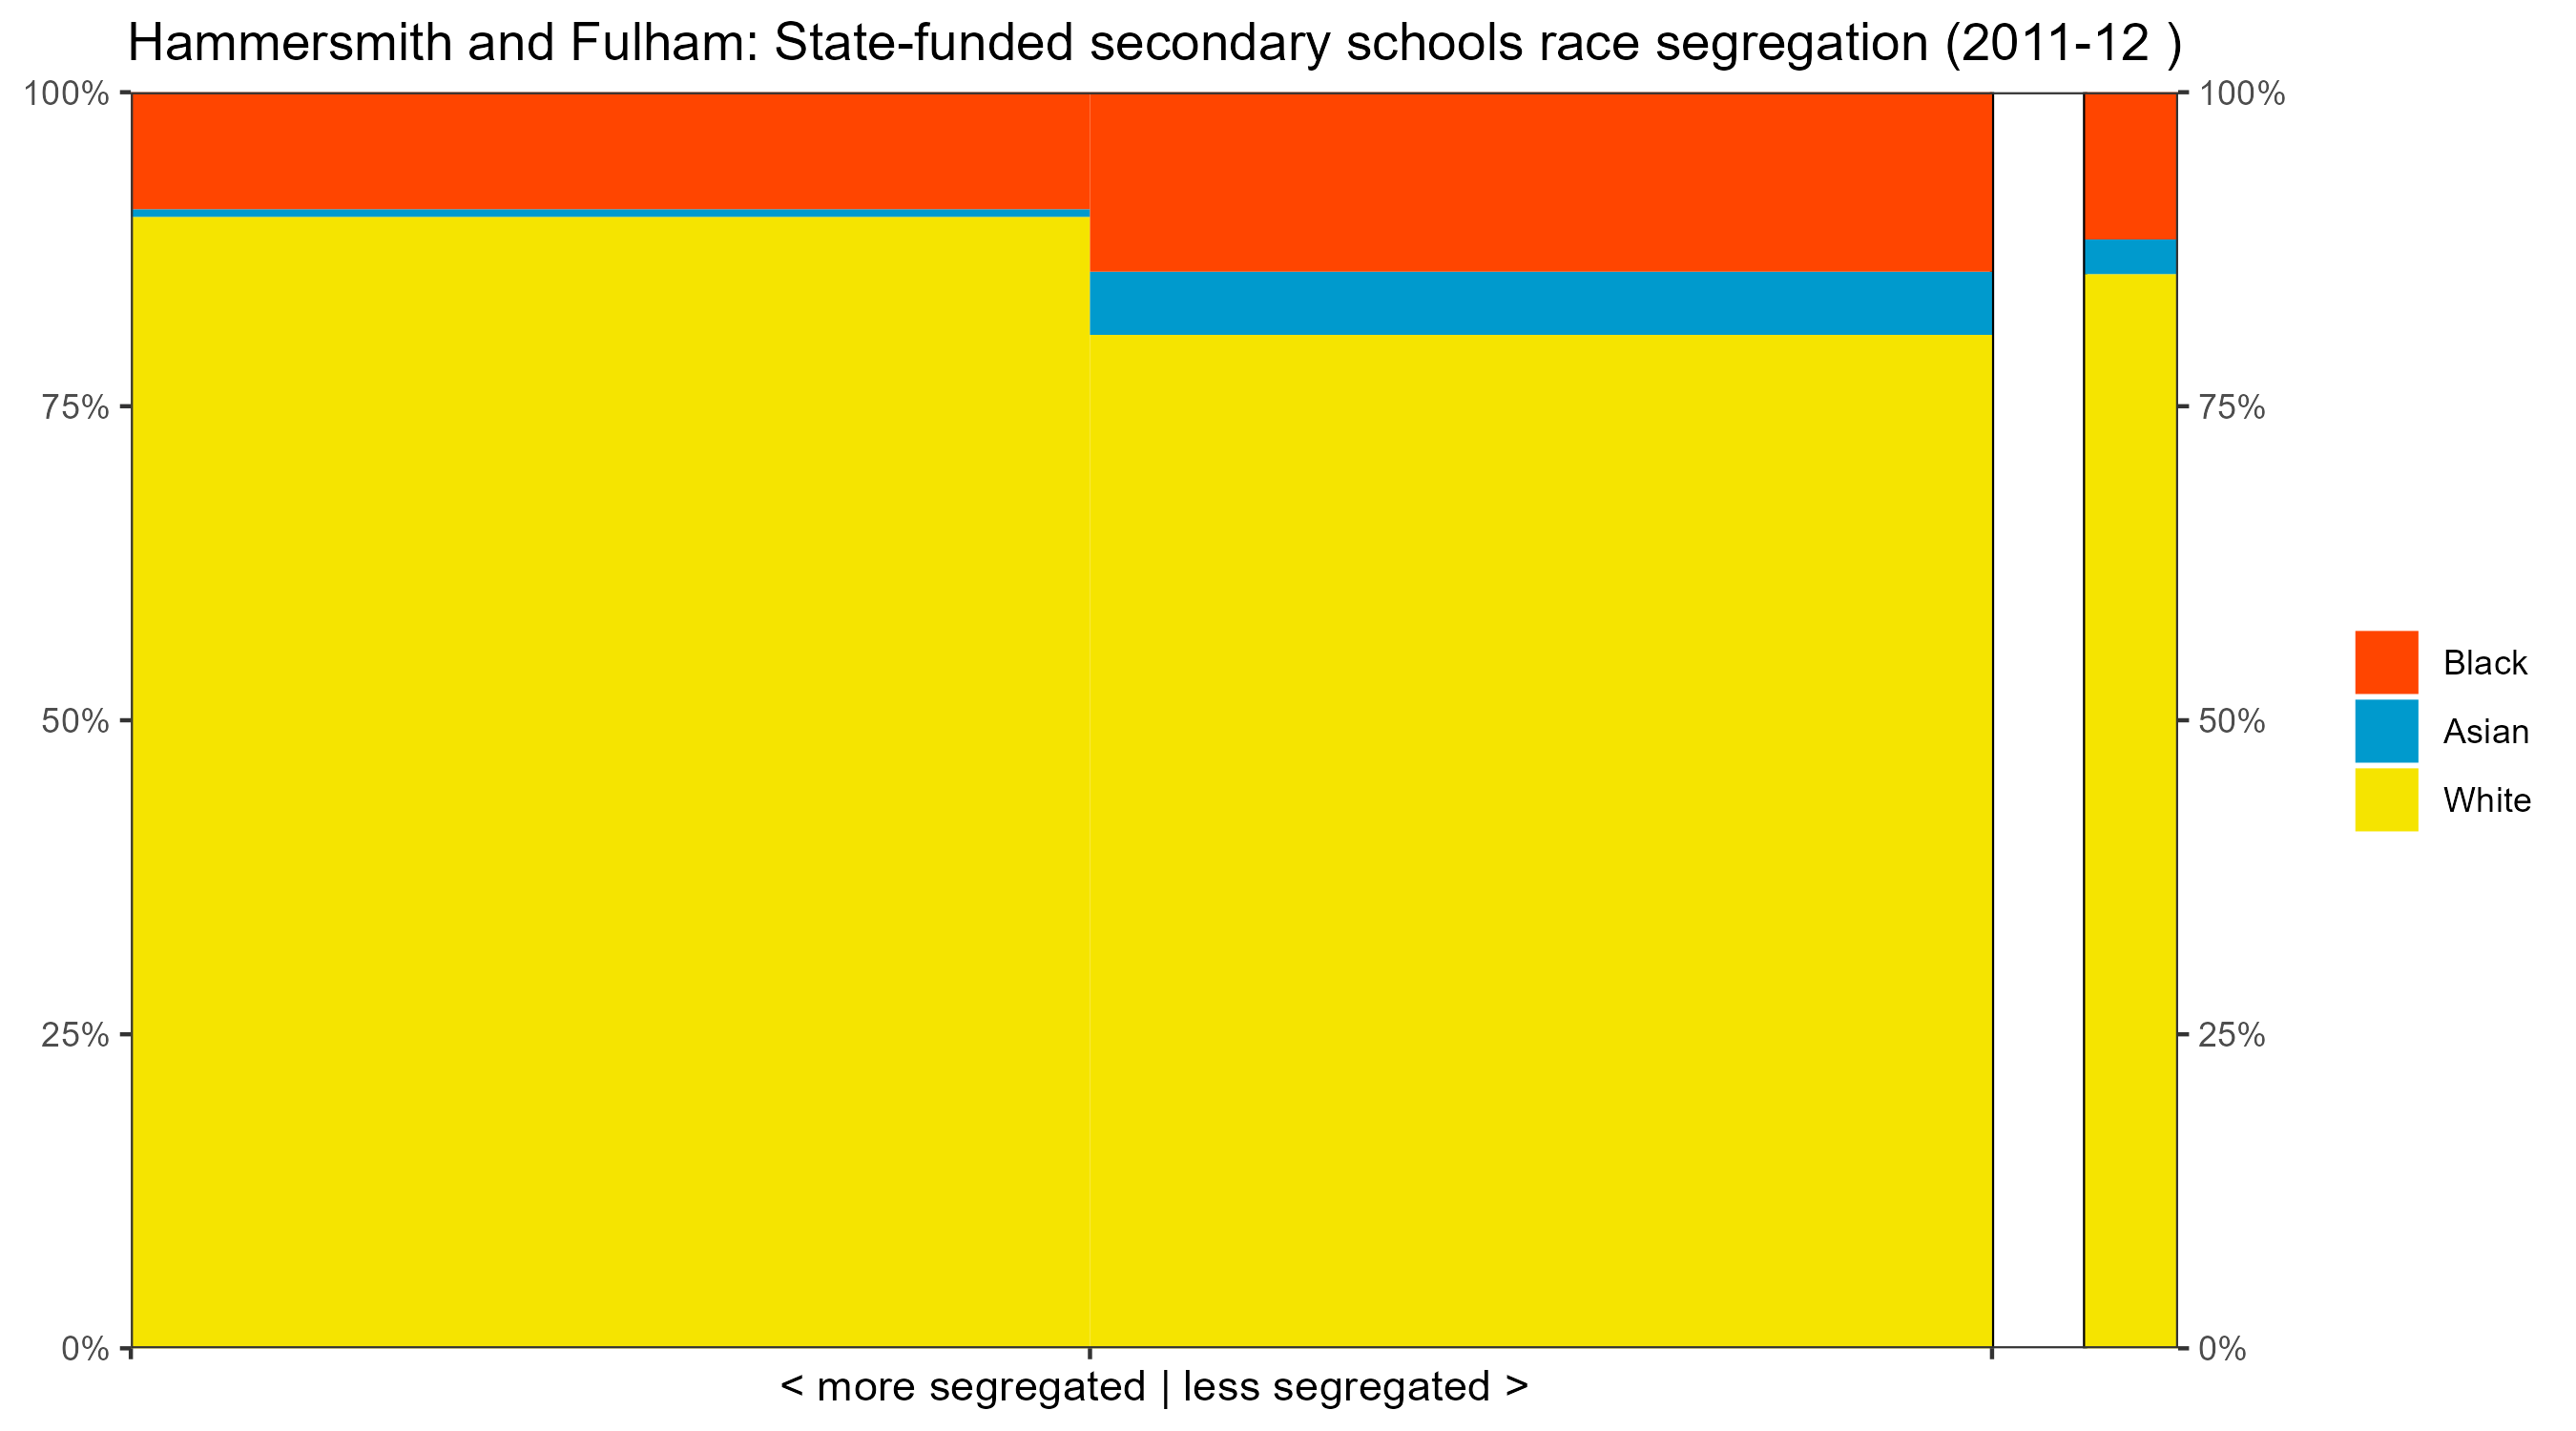 Hammersmith and Fulham: State-funded secondary schools race segregation (2011-12 )
100%
75%
50%
25%
0%
100%
75%
50%
25%
0%
Black
Asian
White
< more segregated | less segregated >